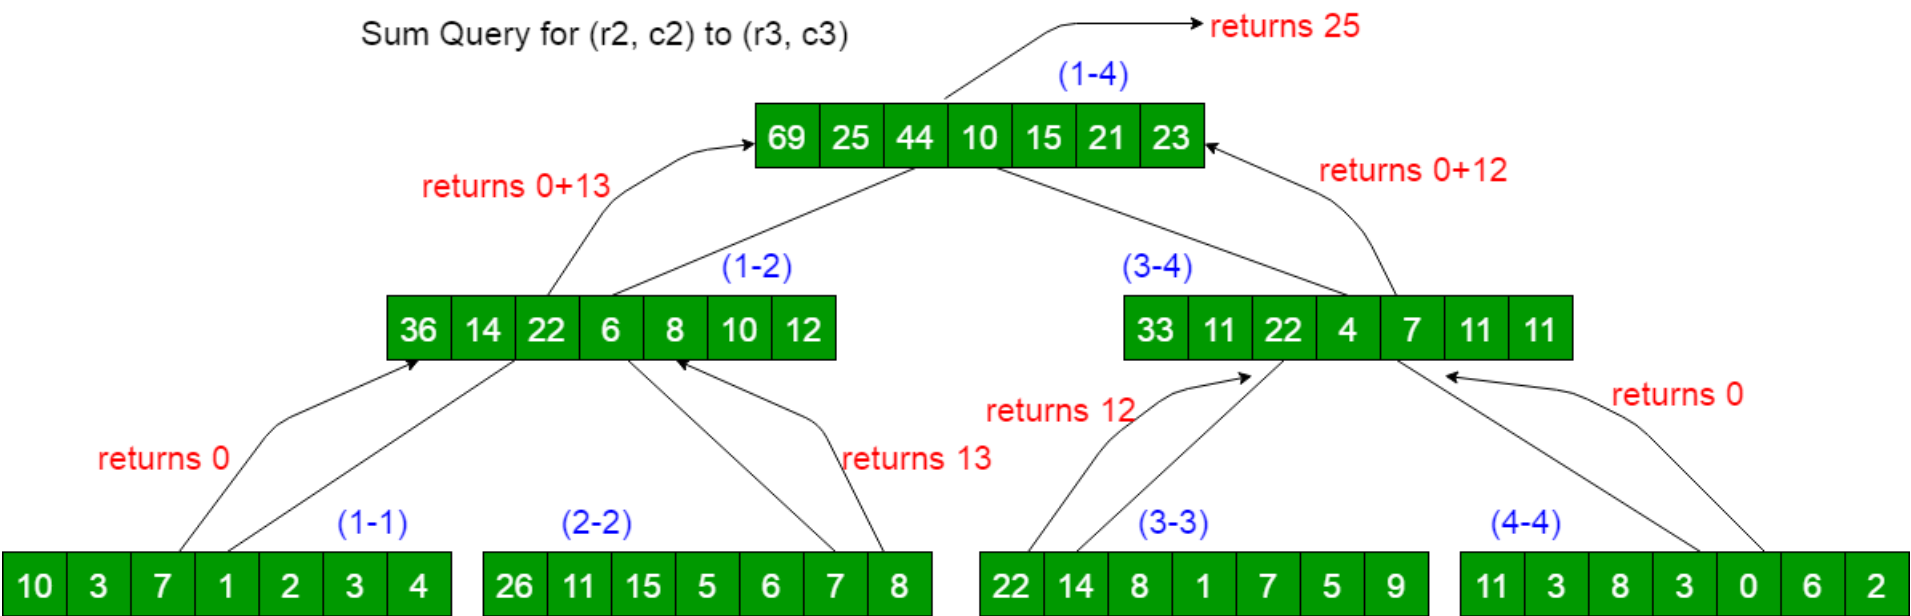 Sum Query for (r2, c2) to (r3, c3)
returns 25
(1-4)
69 25 44 10 15 21 23
returns 0+13
returns 0+12
(1-2)
(3-4)
36 14 22 6 8 10 12
33 11 22 4 7 11 11
returns 12
returns 0
returns 0
returns 13
(1-1)
(2-2)
(3-3)
(4-4)
10 3 7 1 2 3 4
26 11 15 5 6 7 8
22 14 8 1 7 5 9
11 3 8 3 0 6 2